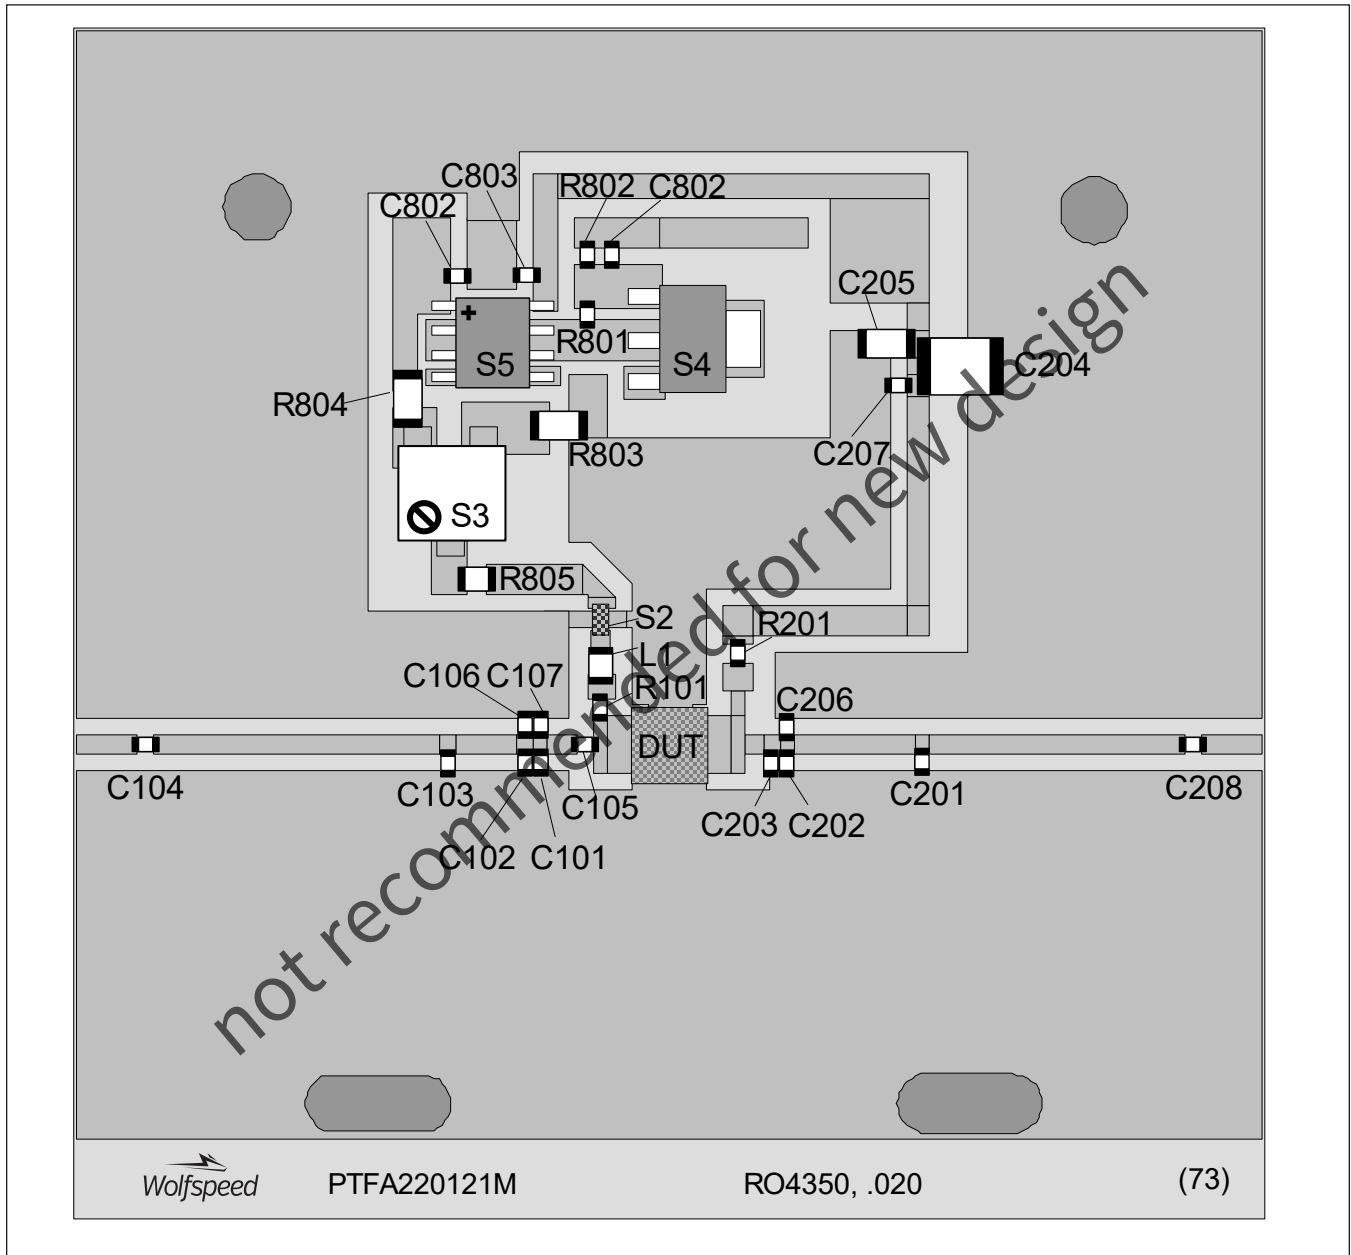 C803
R802 C802
C802
C205
R801
S5
S4
C204
R804
R803
C207
S3
R805
S2
R201
L1
C106 C107
R101
C206
DUT
C104
C103
C105
C201
C208
C203 C202
C102 C101
not recommended for new design
Wolfspeed
PTFA220121M
RO4350, .020
(73)